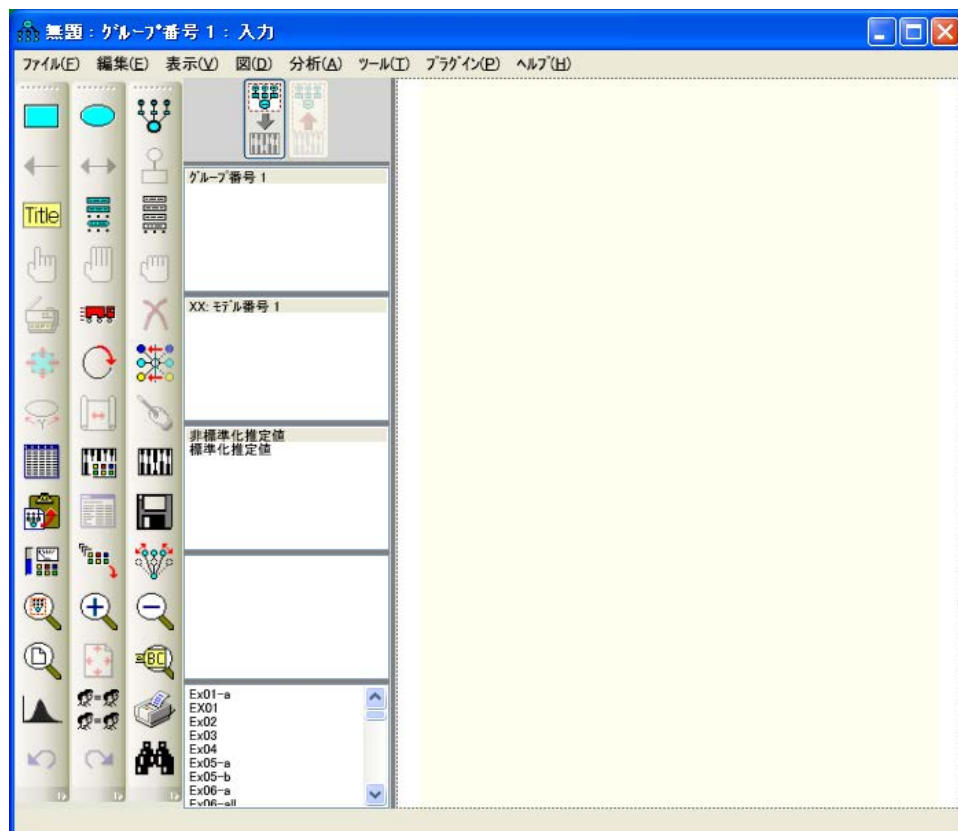 無題 : グループ番号 1 : 入力
ファイル(F) 編集(E) 表示(V) 図(D) 分析(A) ツール(T) プラグイン(P) ヘルプ(H)
Title
グループ番号 1
XX: モデル番号 1
非標準化推定値
標準化推定値
Ex01-a
EX01
Ex02
Ex03
Ex04
Ex05-a
Ex05-b
Ex06-a
Ex06-all